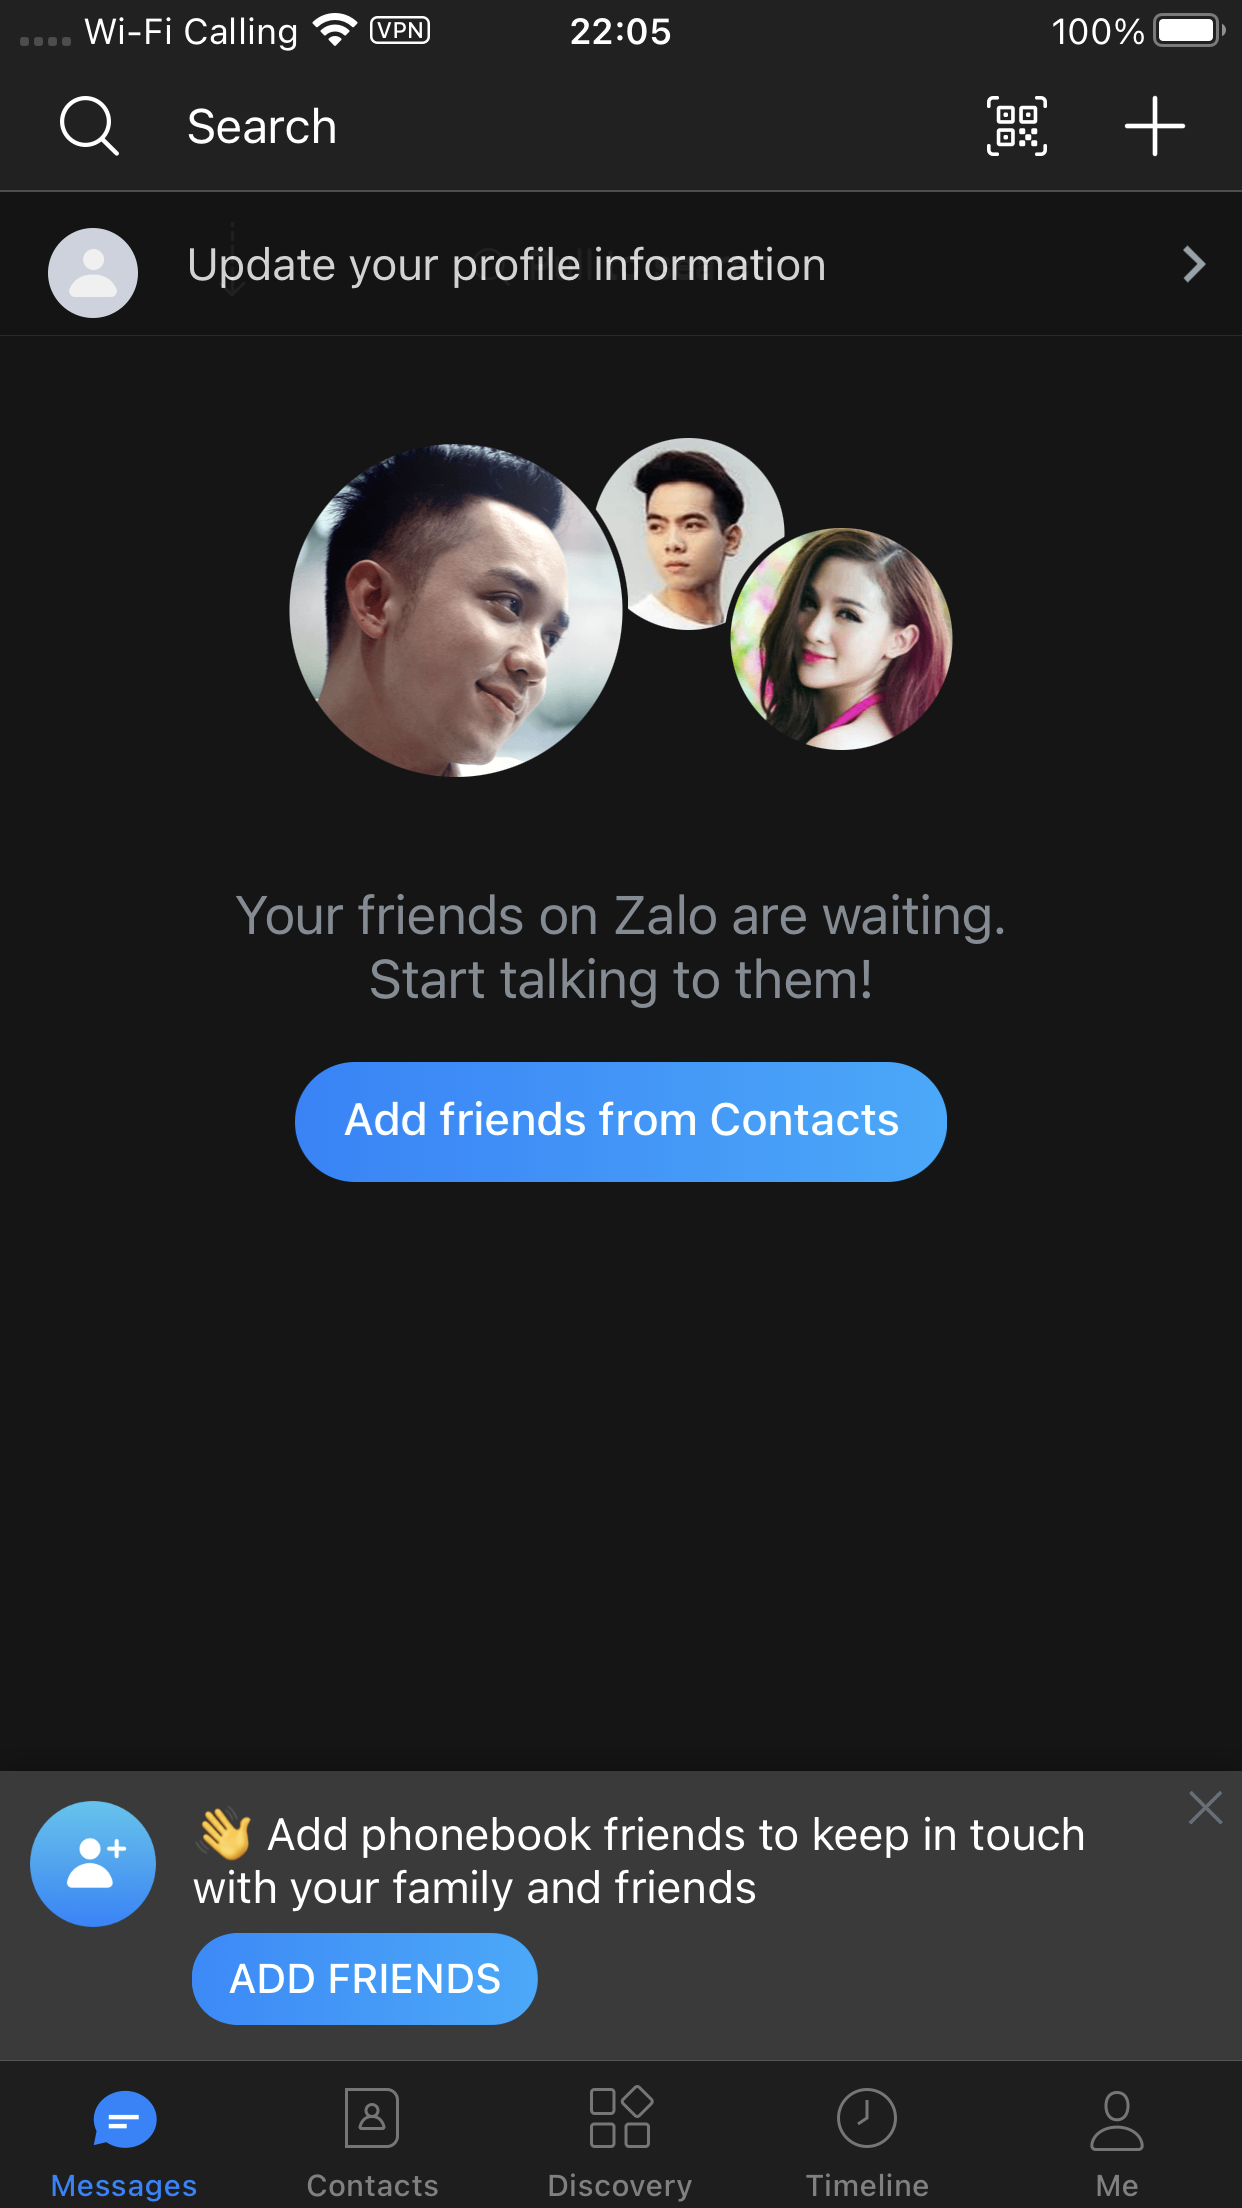 Wi-Fi Calling VPN 22:05 100%
Search
Update your profile information
Your friends on Zalo are waiting.
Start talking to them!
Add friends from Contacts
👋 Add phonebook friends to keep in touch
with your family and friends
ADD FRIENDS
Messages Contacts Discovery Timeline Me